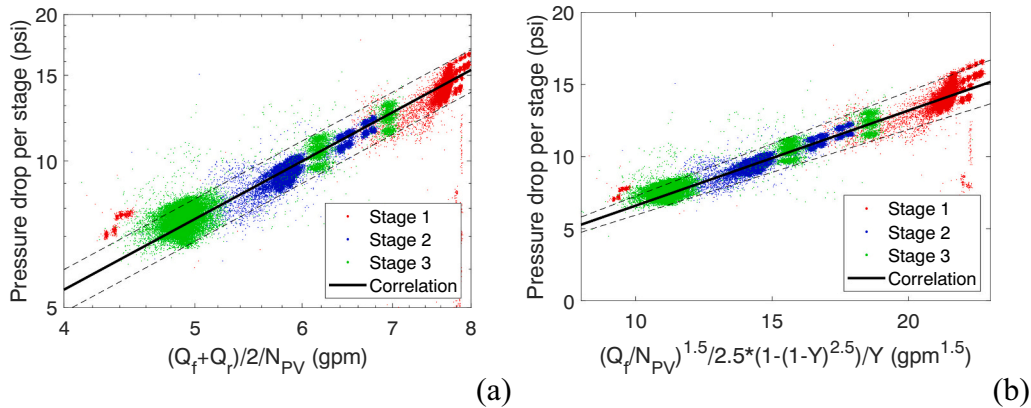 20
15
10
5
Pressure drop per stage (psi)
4 5 6 7 8
(Q_f+Q_r)/2/N_PV (gpm)
Stage 1
Stage 2
Stage 3
Correlation
(a)
20
15
10
5
0
Pressure drop per stage (psi)
10 15 20
(Q_f/N_PV)^1.5/2.5*(1-(1-Y)^2.5)/Y (gpm^1.5)
Stage 1
Stage 2
Stage 3
Correlation
(b)